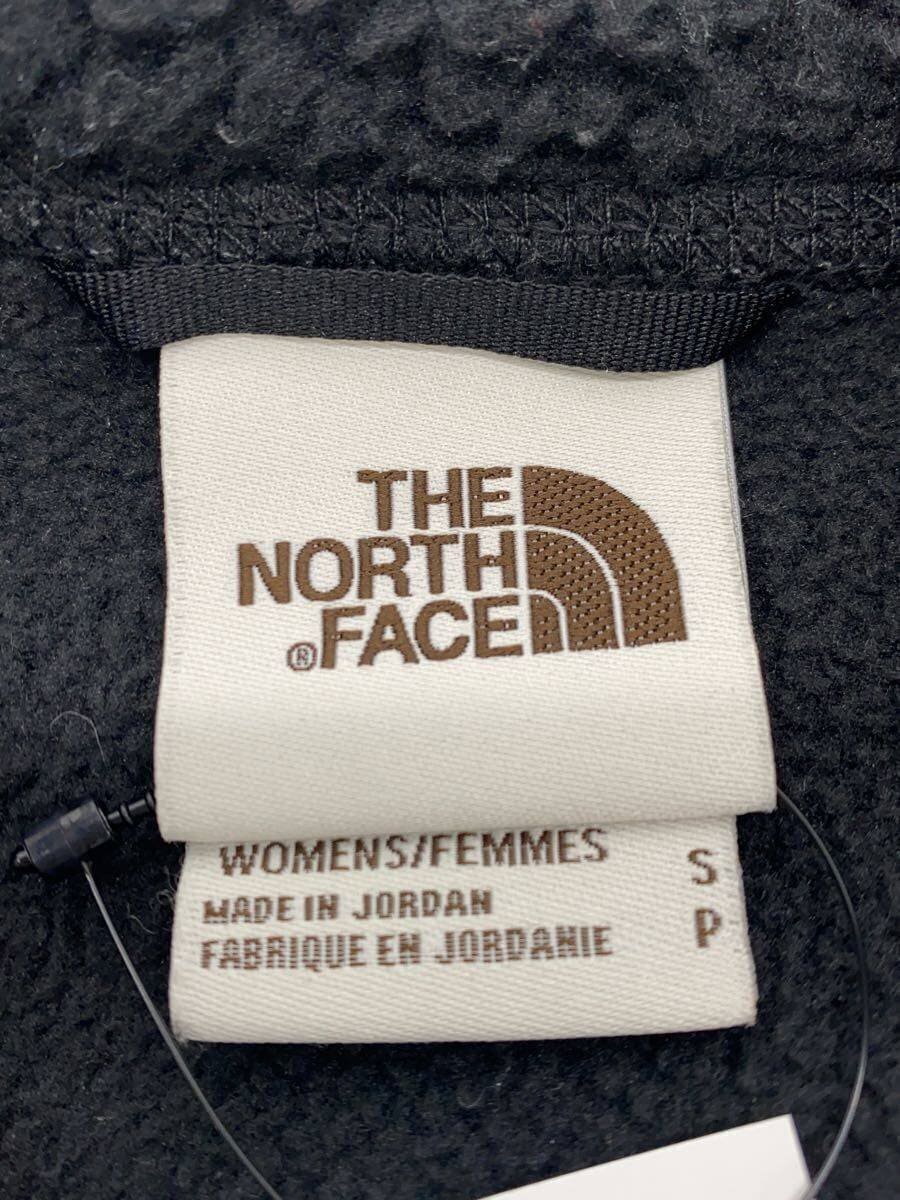 THE
NORTH
®FACE
WOMENS/FEMMES S
MADE IN JORDAN
FABRIQUE EN JORDANIE P